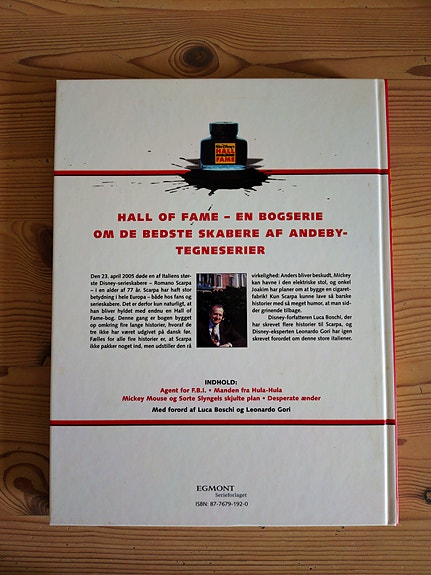 Walt Disney's
HALL
OF
FAME
HALL OF FAME – EN BOGSERIE
OM DE BEDSTE SKABERE AF ANDEBY-
TEGNESERIER
Den 23. april 2005 døde en af Italiens stør-
ste Disney-serieskabere – Romano Scarpa
– i en alder af 77 år. Scarpa har haft stor
betydning i hele Europa – både hos fans og
serieskabere. Det er derfor kun naturligt, at
han bliver hyldet med endnu en Hall of
Fame-bog. Denne gang er bogen bygget
op omkring fire lange historier, hvoraf de
tre ikke har været udgivet på dansk før.
Fælles for alle fire historier er, at Scarpa
ikke pakker noget ind, men udstiller den rå
virkelighed: Anders bliver beskudt, Mickey
kan havne i den elektriske stol, og onkel
Joakim har planer om at bygge en cigaret-
fabrik! Kun Scarpa kunne lave så barske
historier med så meget humor, at man sid-
der grinende tilbage.
Disney-forfatteren Luca Boschi, der
har skrevet flere historier til Scarpa, og
Disney-eksperten Leonardo Gori har igen
skrevet forordet om denne store italiener.
INDHOLD:
Agent for F.B.I. • Manden fra Hula-Hula
Mickey Mouse og Sorte Slyngels skjulte plan • Desperate ænder
Med forord af Luca Boschi og Leonardo Gori
EGMONT
Serieforlaget
ISBN: 87-7679-192-0